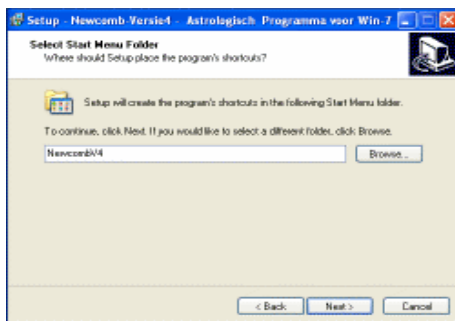 Setup - Newcomb-Versie4 - Astrologisch Programma voor Win-7
Select Start Menu Folder
Where should Setup place the program's shortcuts?
Setup will create the program's shortcuts in the following Start Menu folder.
To continue, click Next. If you would like to select a different folder, click Browse.
NewcombV4
Browse...
< Back
Next >
Cancel